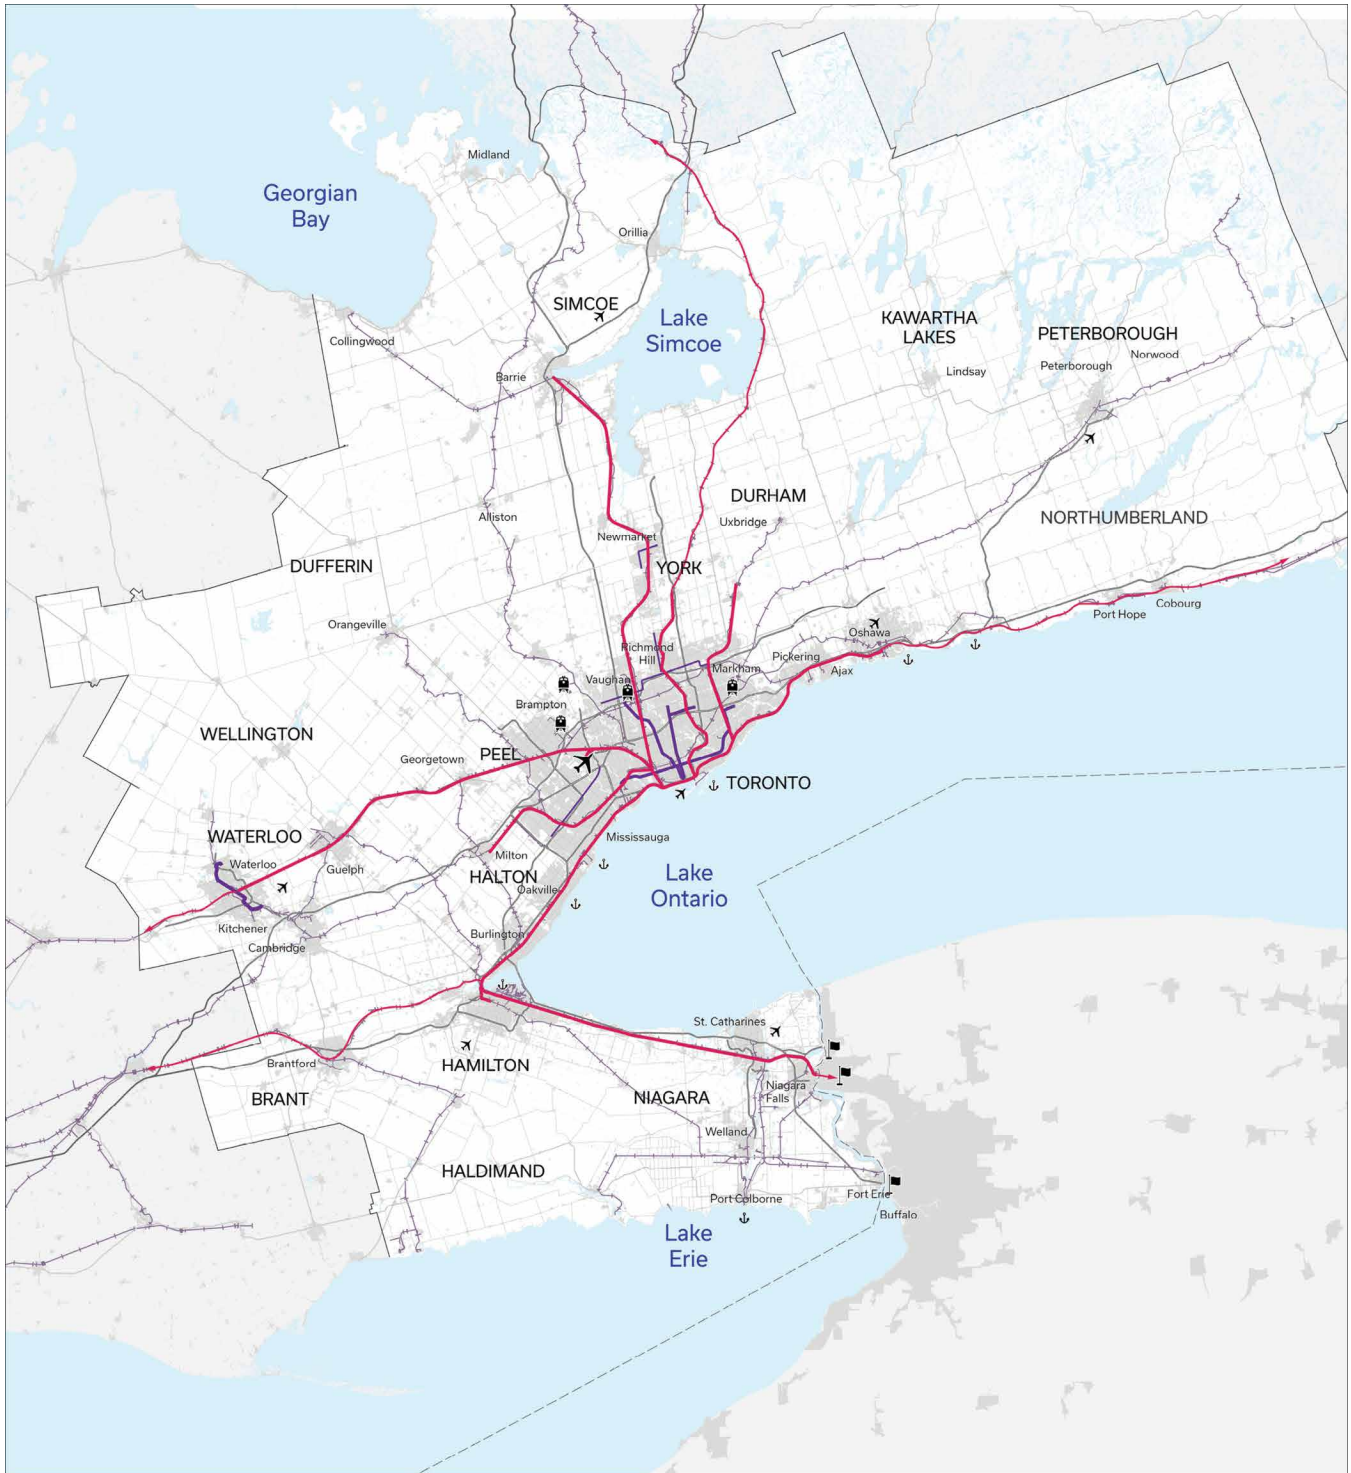 Midland
Georgian
Bay
Orillia
SIMCOE
Lake
Simcoe
KAWARTHA
LAKES
PETERBOROUGH
Norwood
Collingwood
Peterborough
Lindsay
Barrie
DURHAM
Uxbridge
Alliston
NORTHUMBERLAND
Newmarket
DUFFERIN
YORK
Cobourg
Port Hope
Orangeville
Oshawa
Richmond
Hill
Pickering
Ajax
Markham
Vaughan
Brampton
WELLINGTON
PEEL
Georgetown
TORONTO
WATERLOO
Mississauga
Milton
Waterloo
Guelph
HALTON
Lake
Ontario
Oakville
Kitchener
Burlington
Cambridge
St. Catharines
Brantford
HAMILTON
Niagara
Falls
BRANT
NIAGARA
Welland
HALDIMAND
Port Colborne
Fort Erie
Buffalo
Lake
Erie